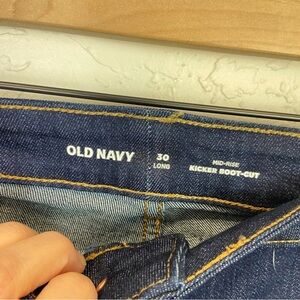 OLD NAVY
30
LONG
MID-RISE
KICKER BOOT-CUT